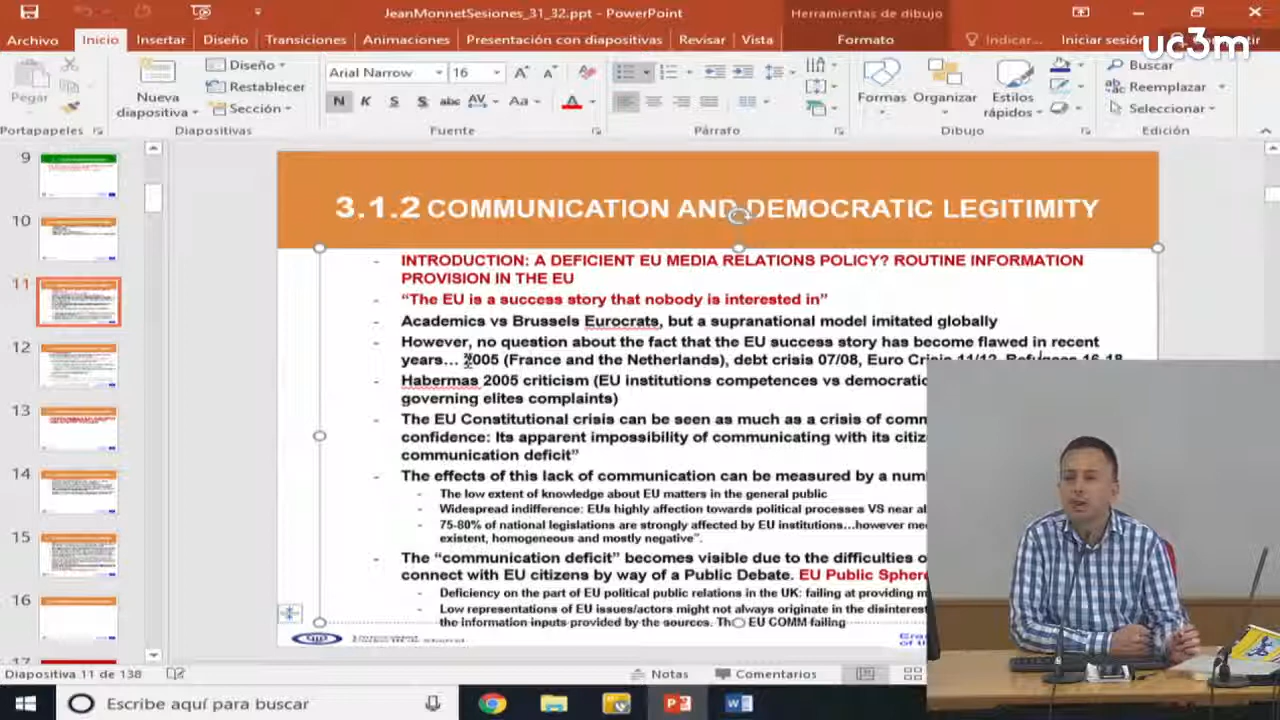 JeanMonnetSesiones_31_32.ppt - PowerPoint
Herramientas de dibujo
Archivo
Inicio
Insertar
Diseño
Transiciones
Animaciones
Presentación con diapositivas
Revisar
Vista
Formato
Indicar...
Iniciar sesión
uc3m
Pegar
Nueva
diapositiva
Diseño
Restablecer
Sección
Arial Narrow
16
N K S S abc AV Aa A
Formas
Organizar
Estilos
rápidos
Buscar
Reemplazar
Seleccionar
Portapapeles
Diapositivas
Fuente
Párrafo
Dibujo
Edición
9
10
11
12
13
14
15
16
17
3.1.2 COMMUNICATION AND DEMOCRATIC LEGITIMITY
- INTRODUCTION: A DEFICIENT EU MEDIA RELATIONS POLICY? ROUTINE INFORMATION
PROVISION IN THE EU
- “The EU is a success story that nobody is interested in”
- Academics vs Brussels Eurocrats, but a supranational model imitated globally
- However, no question about the fact that the EU success story has become flawed in recent
years… 2005 (France and the Netherlands), debt crisis 07/08, Euro Crisis 11/12, Refugees 16-18
- Habermas 2005 criticism (EU institutions competences vs democratic
governing elites complaints)
- The EU Constitutional crisis can be seen as much as a crisis of
confidence: Its apparent impossibility of communicating with its
communication deficit”
- The effects of this lack of communication can be measured by a
- The low extent of knowledge about EU matters in the general public
- Widespread indifference: EUs highly affection towards political processes VS near
- 75-80% of national legislations are strongly affected by EU institutions…however
existent, homogeneous and mostly negative”.
- The “communication deficit” becomes visible due to the difficulties
connect with EU citizens by way of a Public Debate. EU Public
- Deficiency on the part of EU political public relations in the UK: failing at providing
- Low representations of EU issues/actors might not always originate in the
the information inputs provided by the sources. EU COMM failing
Diapositiva 11 de 138
Notas
Comentarios
Escribe aquí para buscar